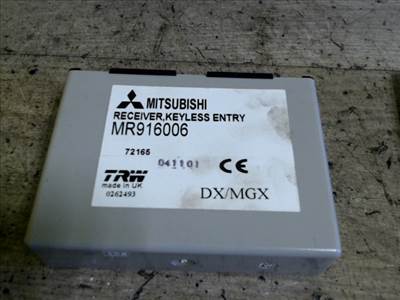 MITSUBISHI
RECEIVER,KEYLESS ENTRY
MR916006
72165
041101 CE
TRW
made in UK
0262493
DX/MGX